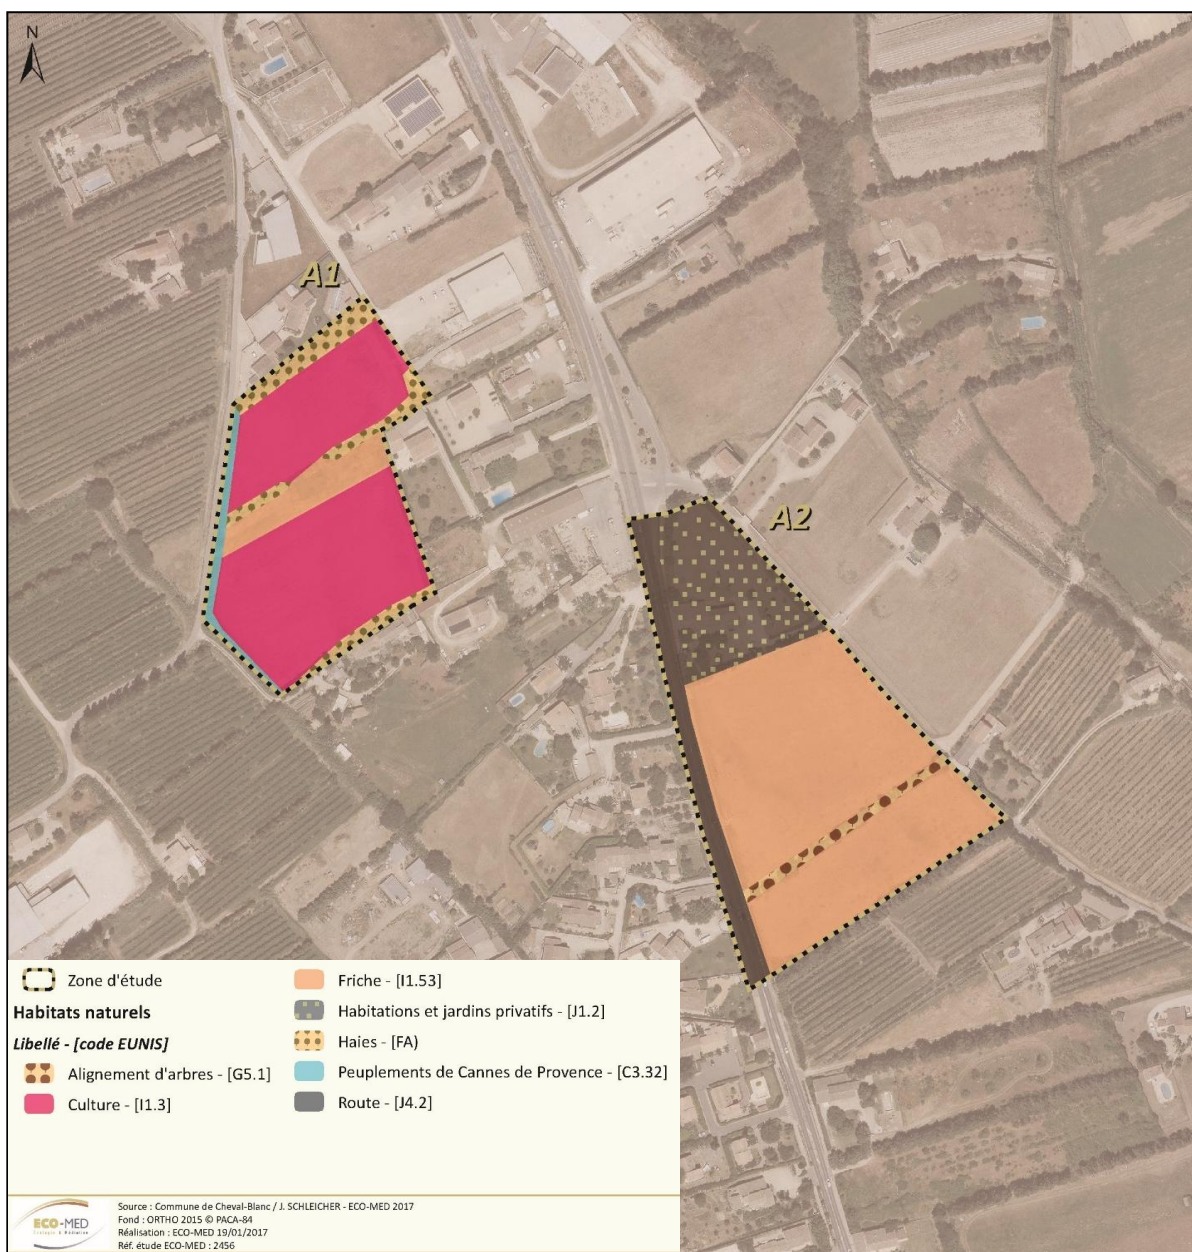 N
A1
A2
Zone d'étude
Habitats naturels
Libellé - [code EUNIS]
Alignement d'arbres - [G5.1]
Culture - [I1.3]
Friche - [I1.53]
Habitations et jardins privatifs - [J1.2]
Haies - [FA)
Peuplements de Cannes de Provence - [C3.32]
Route - [J4.2]
ECO-MED
Ecologie & Médiation
Source : Commune de Cheval-Blanc / J. SCHLEICHER - ECO-MED 2017
Fond : ORTHO 2015 © PACA-84
Réalisation : ECO-MED 19/01/2017
Réf. étude ECO-MED : 2456